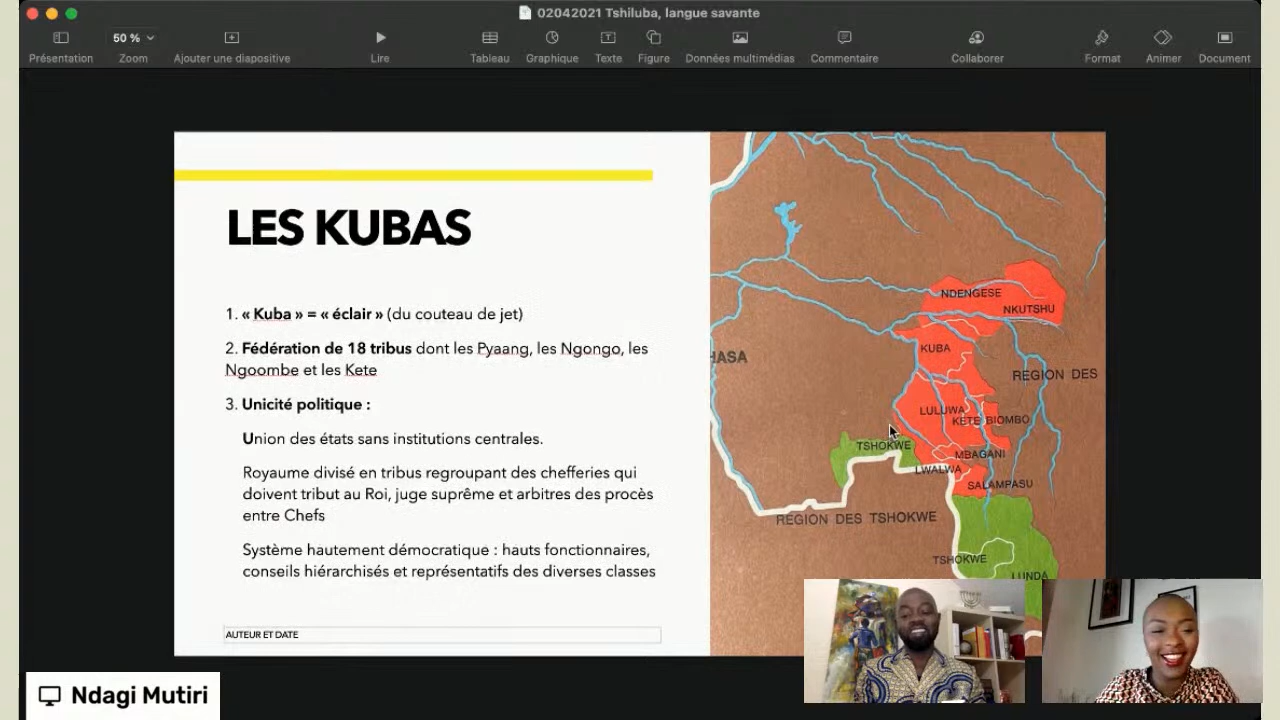 02042021 Tshiluba, langue savante
50 %
Présentation
Zoom
Ajouter une diapositive
Lire
Tableau
Graphique
Texte
Figure
Données multimédias
Commentaire
Collaborer
Format
Animer
Document
LES KUBAS
1. « Kuba » = « éclair » (du couteau de jet)
2. Fédération de 18 tribus dont les Pyaang, les Ngongo, les
Ngoombe et les Kete
3. Unicité politique :
Union des états sans institutions centrales.
Royaume divisé en tribus regroupant des chefferies qui
doivent tribut au Roi, juge suprême et arbitres des procès
entre Chefs
Système hautement démocratique : hauts fonctionnaires,
conseils hiérarchisés et représentatifs des diverses classes
AUTEUR ET DATE
NDENGESE
NKUTSHU
KUBA
HASA
REGION DES
LULUWA
KETE BIOMBO
TSHOKWE
MBAGANI
LWALWA
SALAMPASU
REGION DES TSHOKWE
TSHOKWE
LUNDA
Ndagi Mutiri